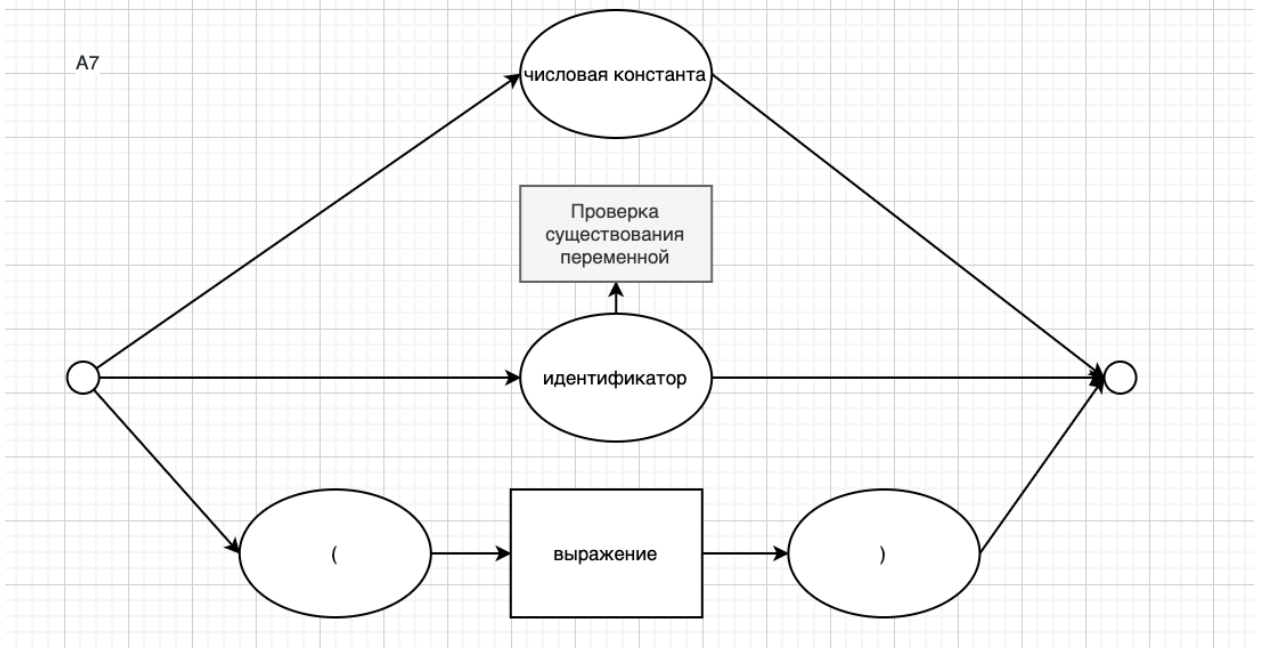 A7
числовая константа
Проверка
существования
переменной
идентификатор
(
выражение
)